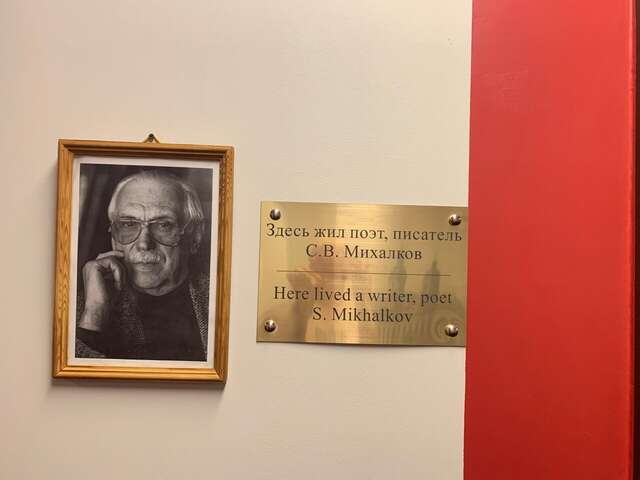 Здесь жил поэт, писатель
С.В. Михалков
Here lived a writer, poet
S. Mikhalkov